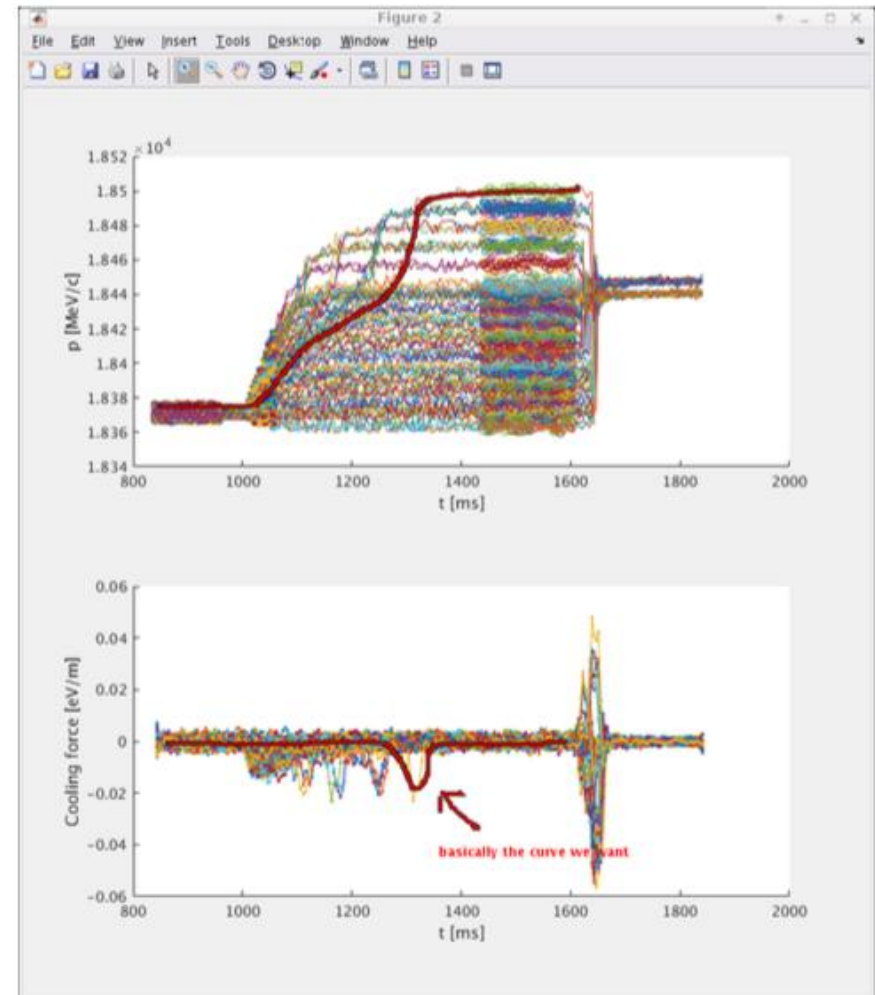 Figure 2
File Edit View Insert Tools Desktop Window Help
×10^4
1.852
1.85
1.848
1.846
1.844
1.842
1.84
1.838
1.836
1.834
p [MeV/c]
800 1000 1200 1400 1600 1800 2000
t [ms]
0.06
0.04
0.02
0
-0.02
-0.04
-0.06
Cooling force [eV/m]
basically the curve we want
800 1000 1200 1400 1600 1800 2000
t [ms]